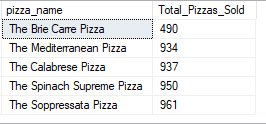 pizza_name Total_Pizzas_Sold
The Brie Carre Pizza 490
The Mediterranean Pizza 934
The Calabrese Pizza 937
The Spinach Supreme Pizza 950
The Soppressata Pizza 961